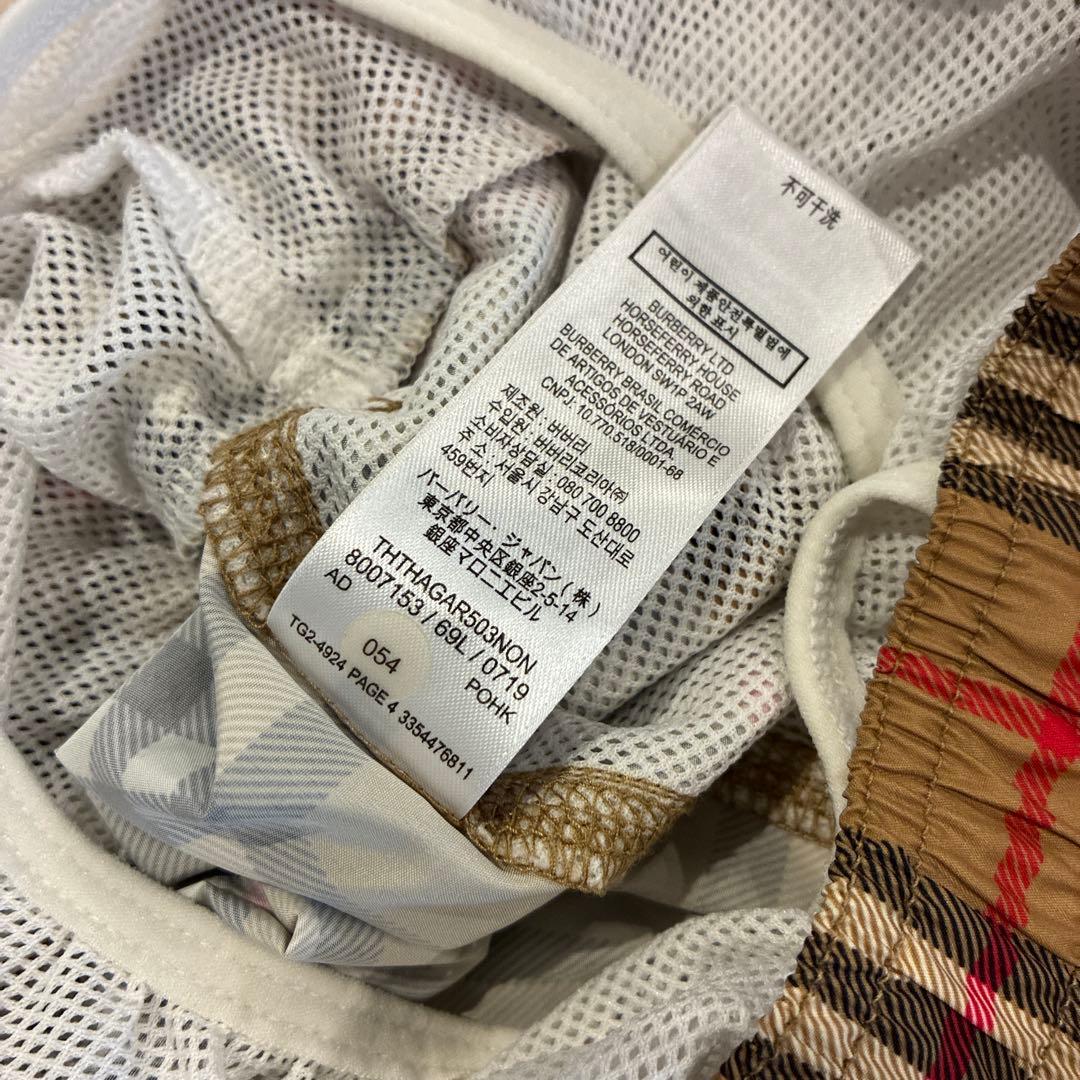 不可干洗
어린이 제품안전특별법에
의한 표시
BURBERRY LTD
HORSEFERRY HOUSE
HORSEFERRY ROAD
LONDON SW1P 2AW
BURBERRY BRASIL COMÉRCIO
DE ARTIGOS DE VESTUÁRIO E
ACESSÓRIOS LTDA.
CNPJ. 10.770.518/0001-68
제조원 : 버버리
수입원 : 버버리코리아㈜
소비자상담실 : 080 700 8800
주 소 : 서울시 강남구 도산대로
459번지
バーバリー・ジャパン(株)
東京都中央区銀座2-5-14
銀座マロニエビル
THTHAGAR503NON
8007153 / 69L / 0719
AD POHK
054
TG2-4924 PAGE 4 3354476811